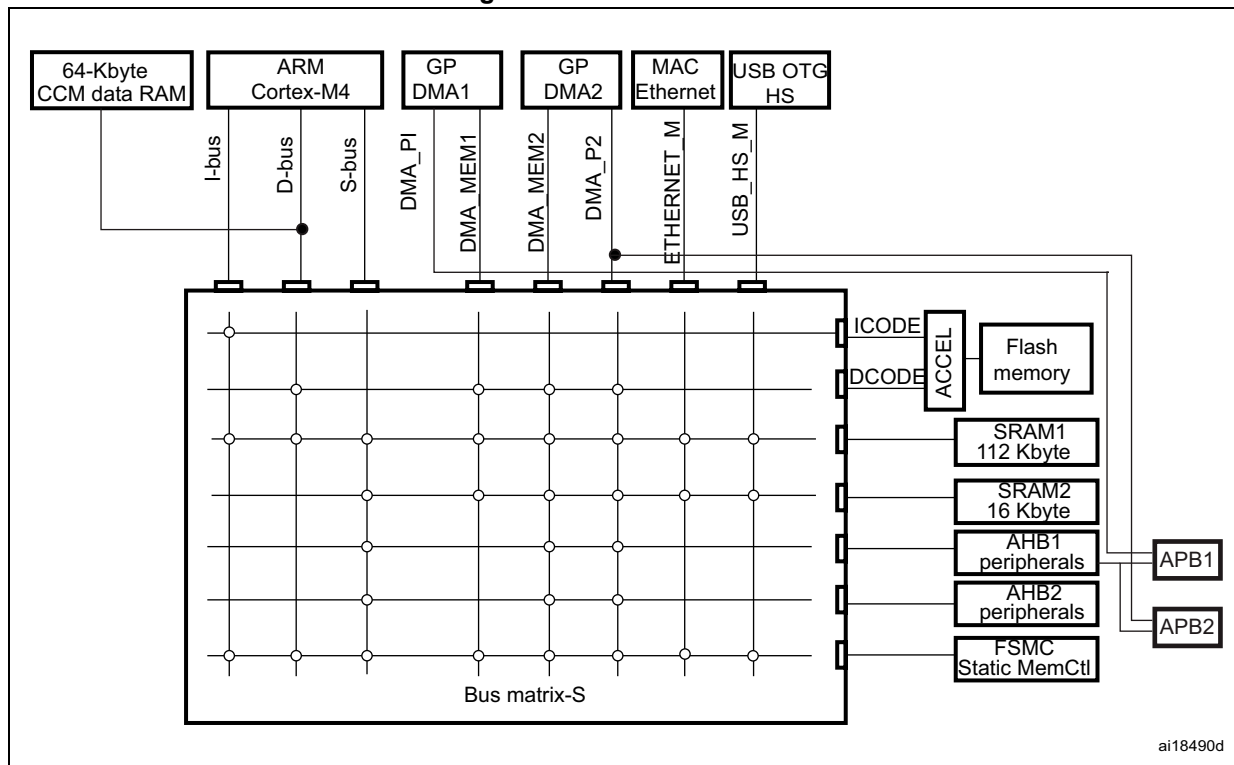 64-Kbyte
CCM data RAM
ARM
Cortex-M4
GP
DMA1
GP
DMA2
MAC
Ethernet
USB OTG
HS
I-bus
D-bus
S-bus
DMA_PI
DMA_MEM1
DMA_MEM2
DMA_P2
ETHERNET_M
USB_HS_M
ICODE
DCODE
ACCEL
Flash
memory
SRAM1
112 Kbyte
SRAM2
16 Kbyte
AHB1
peripherals
AHB2
peripherals
FSMC
Static MemCtl
APB1
APB2
Bus matrix-S
ai18490d